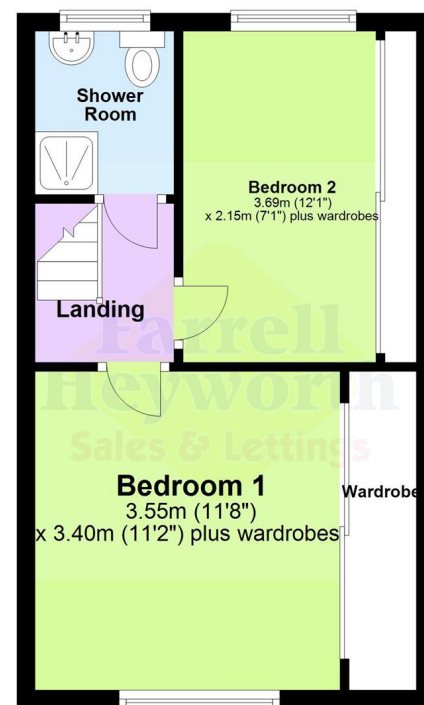 Shower
Room
Bedroom 2
3.69m (12'1")
x 2.15m (7'1") plus wardrobes
Landing
Farrell
Heyworth
Sales & Lettings
Bedroom 1
3.55m (11'8")
x 3.40m (11'2") plus wardrobes
Wardrobe